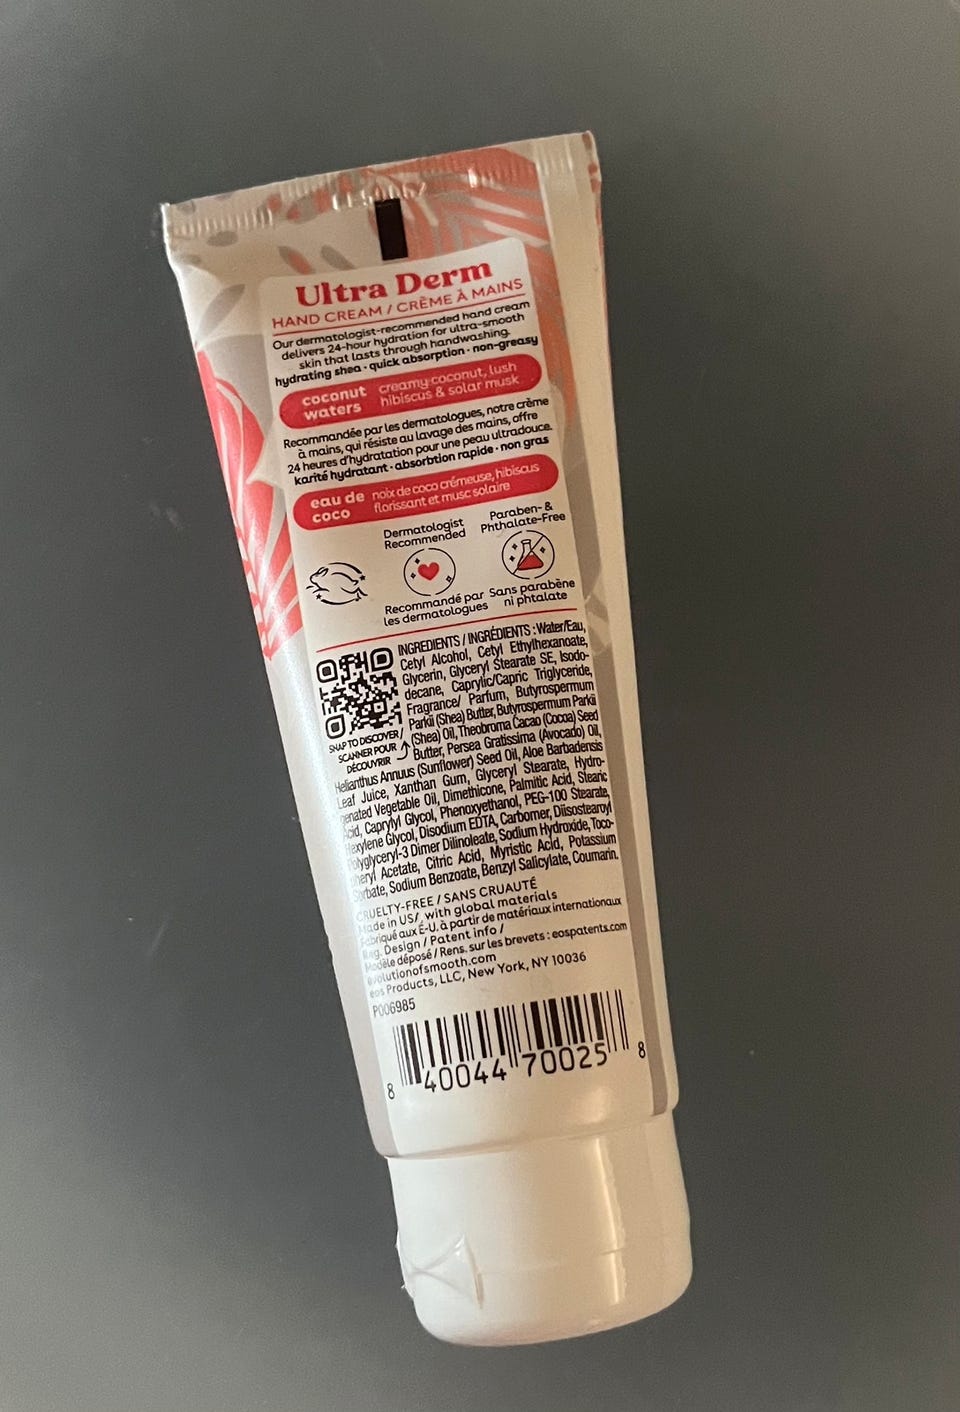 Ultra Derm
HAND CREAM / CRÈME À MAINS
Our dermatologist-recommended hand cream
delivers 24-hour hydration for ultra-smooth
skin that lasts through handwashing.
hydrating shea · quick absorption · non-greasy
coconut waters
creamy coconut, lush
hibiscus & solar musk
Recommandée par les dermatologues, notre crème
à mains, qui résiste au lavage des mains, offre
24 heures d'hydratation pour une peau ultradouce.
karité hydratant · absorbtion rapide · non gras
eau de coco
noix de coco crémeuse, hibiscus
florissant et musc solaire
Dermatologist
Recommended
Recommandé par
les dermatologues
Paraben- &
Phthalate-Free
Sans parabène
ni phtalate
SNAP TO DISCOVER /
SCANNER POUR
DÉCOUVRIR
INGREDIENTS / INGRÉDIENTS : Water/Eau,
Cetyl Alcohol, Cetyl Ethylhexanoate,
Glycerin, Glyceryl Stearate SE, Isodo-
decane, Caprylic/Capric Triglyceride,
Fragrance/ Parfum, Butyrospermum
Parkii (Shea) Butter, Butyrospermum Parkii
(Shea) Oil, Theobroma Cacao (Cocoa) Seed
Butter, Persea Gratissima (Avocado) Oil,
Helianthus Annuus (Sunflower) Seed Oil, Aloe Barbadensis
Leaf Juice, Xanthan Gum, Glyceryl Stearate, Hydro-
genated Vegetable Oil, Dimethicone, Palmitic Acid, Stearic
Acid, Caprylyl Glycol, Phenoxyethanol, PEG-100 Stearate,
Hexylene Glycol, Disodium EDTA, Carbomer, Diisostearoyl
Polyglyceryl-3 Dimer Dilinoleate, Sodium Hydroxide, Toco-
pheryl Acetate, Citric Acid, Myristic Acid, Potassium
Sorbate, Sodium Benzoate, Benzyl Salicylate, Coumarin.
CRUELTY-FREE / SANS CRUAUTÉ
Made in US/, with global materials
Fabriqué aux É-U. à partir de matériaux internationaux
Reg. Design / Patent info /
Modèle déposé / Rens. sur les brevets : eospatents.com
evolutionofsmooth.com
eos Products, LLC, New York, NY 10036
P006985
8 40044 70025 8